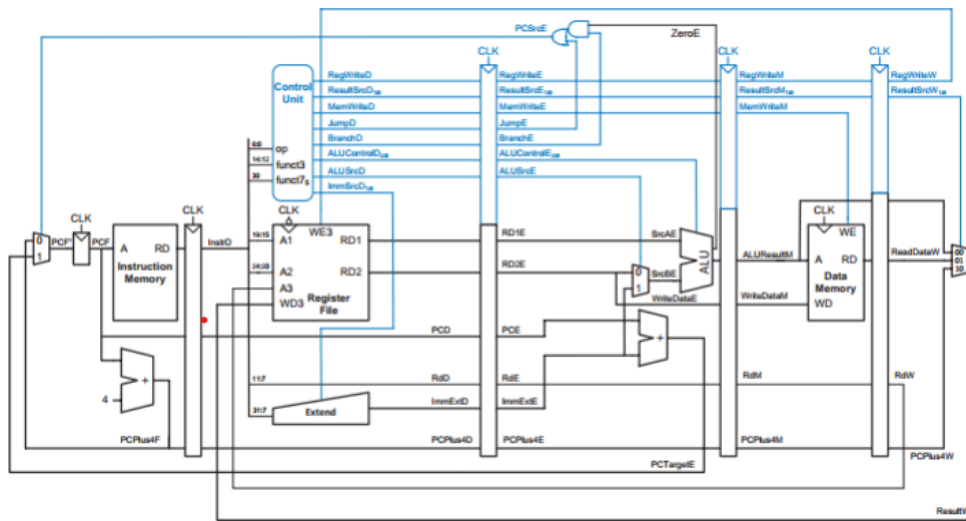 PCSrcE
ZeroE
CLK
CLK
CLK
Control
Unit
RegWriteD
RegWriteE
RegWriteM
RegWriteW
ResultSrcD1:0
ResultSrcE1:0
ResultSrcM1:0
ResultSrcW1:0
MemWriteD
MemWriteE
MemWriteM
JumpD
JumpE
BranchD
BranchE
6:0
op
ALUControlD2:0
ALUControlE2:0
14:12
funct3
ALUSrcD
ALUSrcE
30
funct75
ImmSrcD1:0
CLK
CLK
CLK
CLK
0
1
PCF'
PCF
A
RD
Instruction
Memory
InstrD
19:15
A1
WE3
RD1
RD1E
SrcAE
24:20
A2
RD2
RD2E
0
1
SrcBE
ALU
ALUResultM
A
RD
WE
Data
Memory
ReadDataW
00
01
10
A3
Register
File
WD3
WriteDataE
WriteDataM
WD
PCD
PCE
+
+
4
11:7
RdD
RdE
RdM
RdW
31:7
Extend
ImmExtD
ImmExtE
PCPlus4F
PCPlus4D
PCPlus4E
PCPlus4M
PCPlus4W
PCTargetE
ResultW